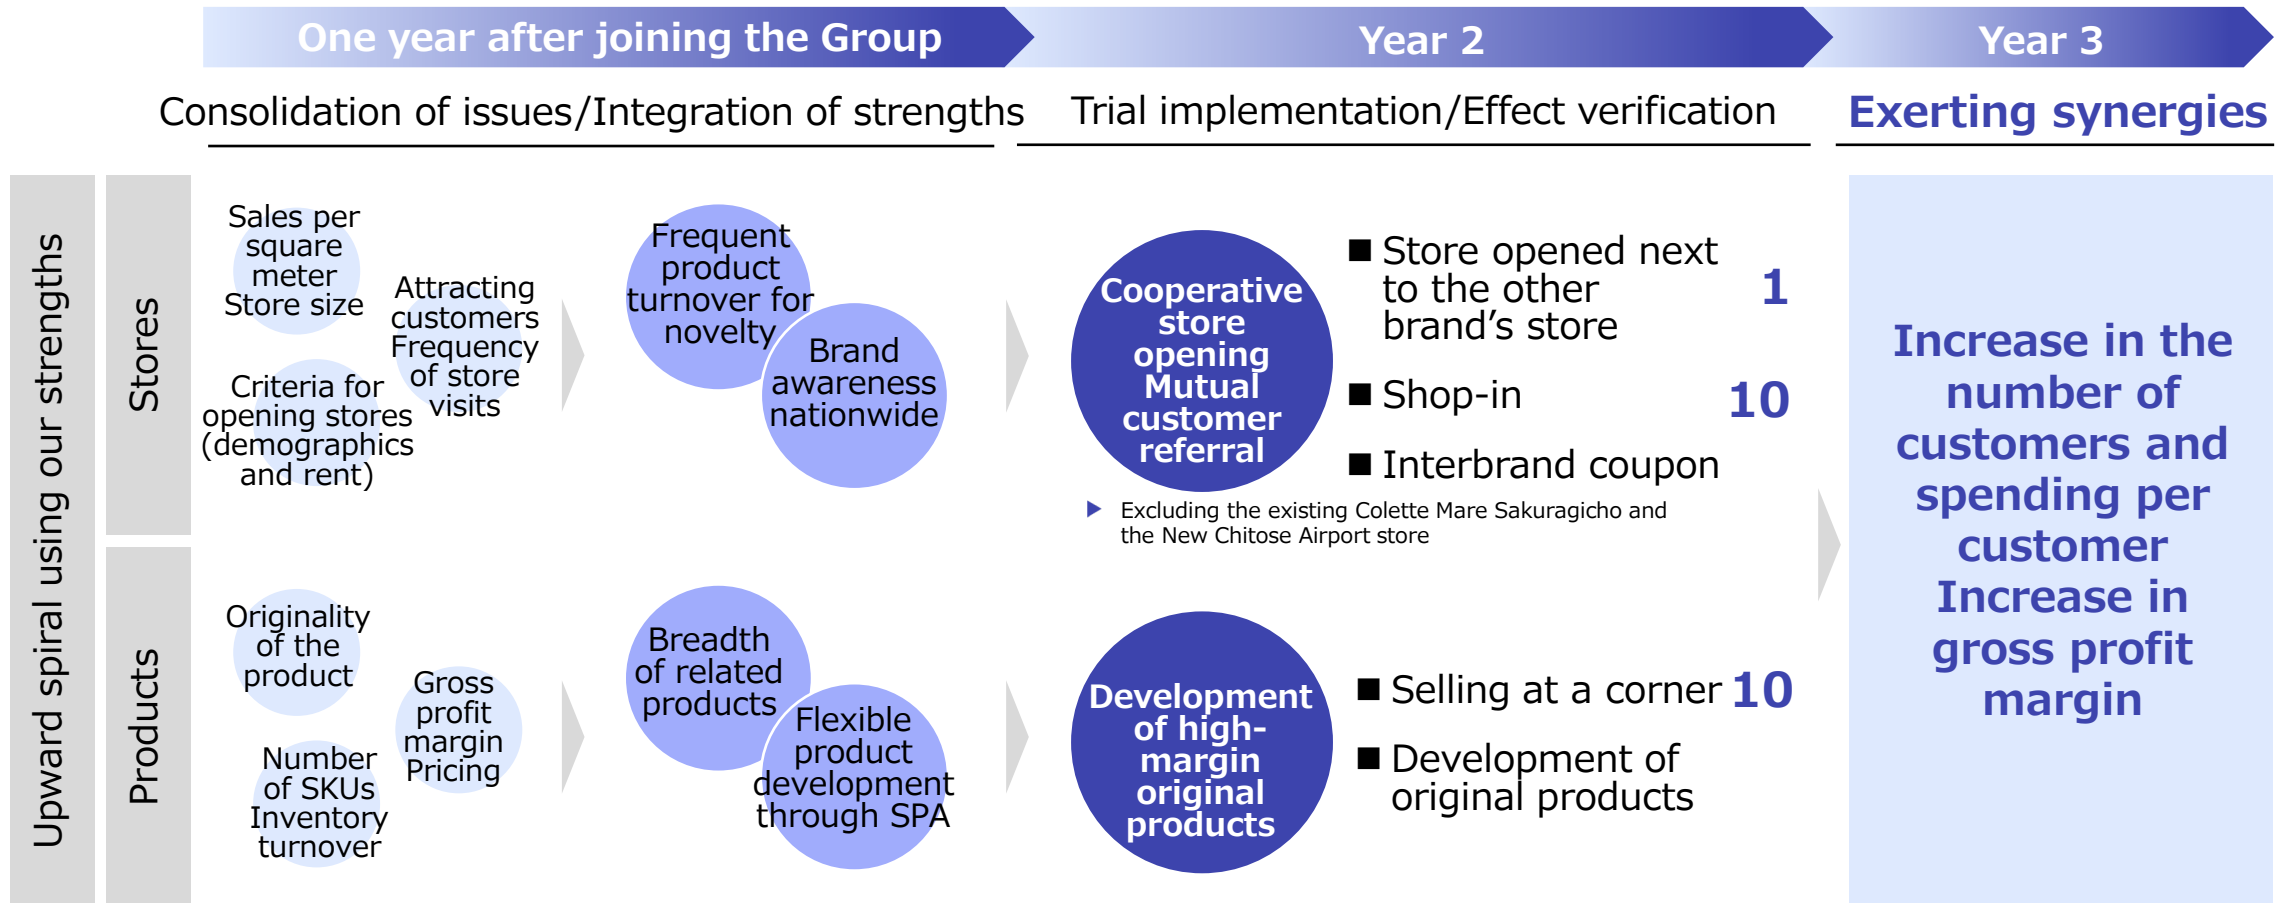 One year after joining the Group
Year 2
Year 3
Consolidation of issues/Integration of strengths
Trial implementation/Effect verification
Exerting synergies
Upward spiral using our strengths
Stores
Sales per
square
meter
Store size
Attracting
customers
Frequency
of store
visits
Criteria for
opening stores
(demographics
and rent)
Frequent
product
turnover for
novelty
Brand
awareness
nationwide
Cooperative
store
opening
Mutual
customer
referral
■ Store opened next
to the other
brand’s store
1
■ Shop-in
10
■ Interbrand coupon
▶ Excluding the existing Colette Mare Sakuragicho and
the New Chitose Airport store
Products
Originality
of the
product
Gross
profit
margin
Pricing
Number
of SKUs
Inventory
turnover
Breadth
of related
products
Flexible
product
development
through SPA
Development
of high-
margin
original
products
■ Selling at a corner 10
■ Development of
original products
Increase in the
number of
customers and
spending per
customer
Increase in
gross profit
margin